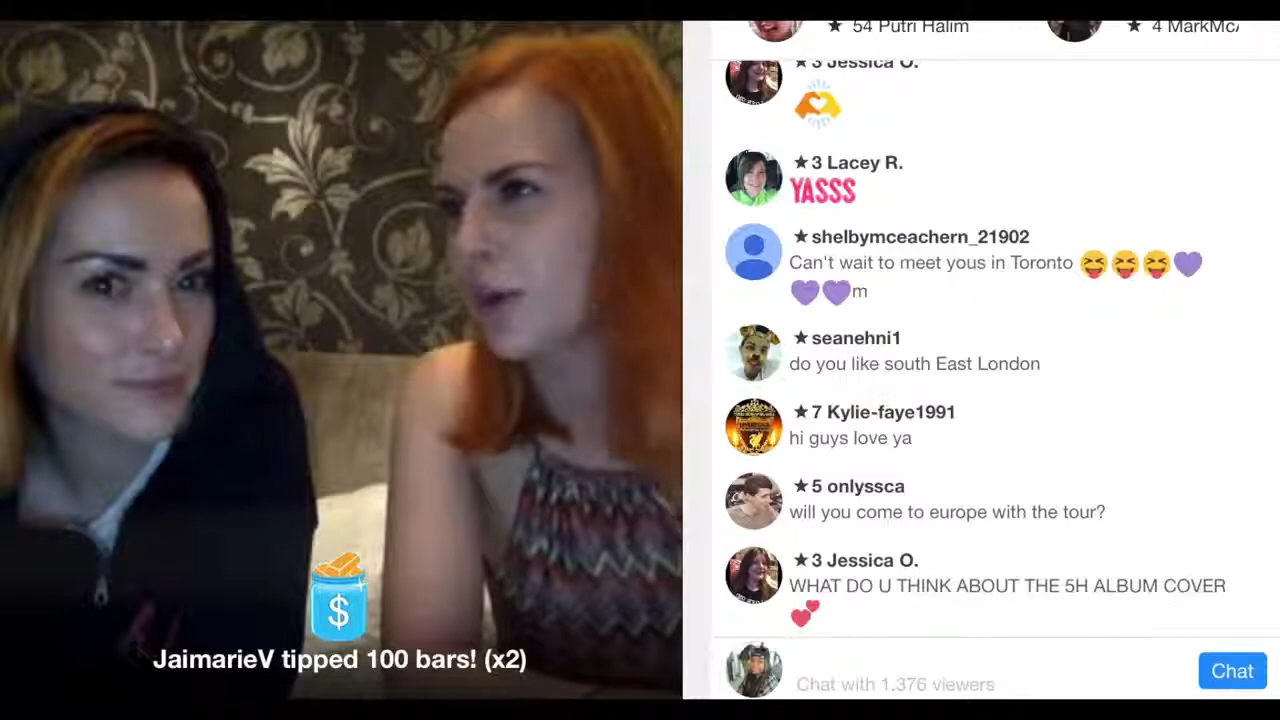 ★ 54 Putri Halim
★ 4 MarkMc
★3 Jessica O.
★3 Lacey R.
YASSS
★shelbymceachern_21902
Can't wait to meet yous in Toronto 😝😝😝💜
💜💜m
★seanehni1
do you like south East London
★7 Kylie-faye1991
hi guys love ya
★5 onlyssca
will you come to europe with the tour?
★3 Jessica O.
WHAT DO U THINK ABOUT THE 5H ALBUM COVER
💕
$
JaimarieV tipped 100 bars! (x2)
Chat with 1,376 viewers
Chat